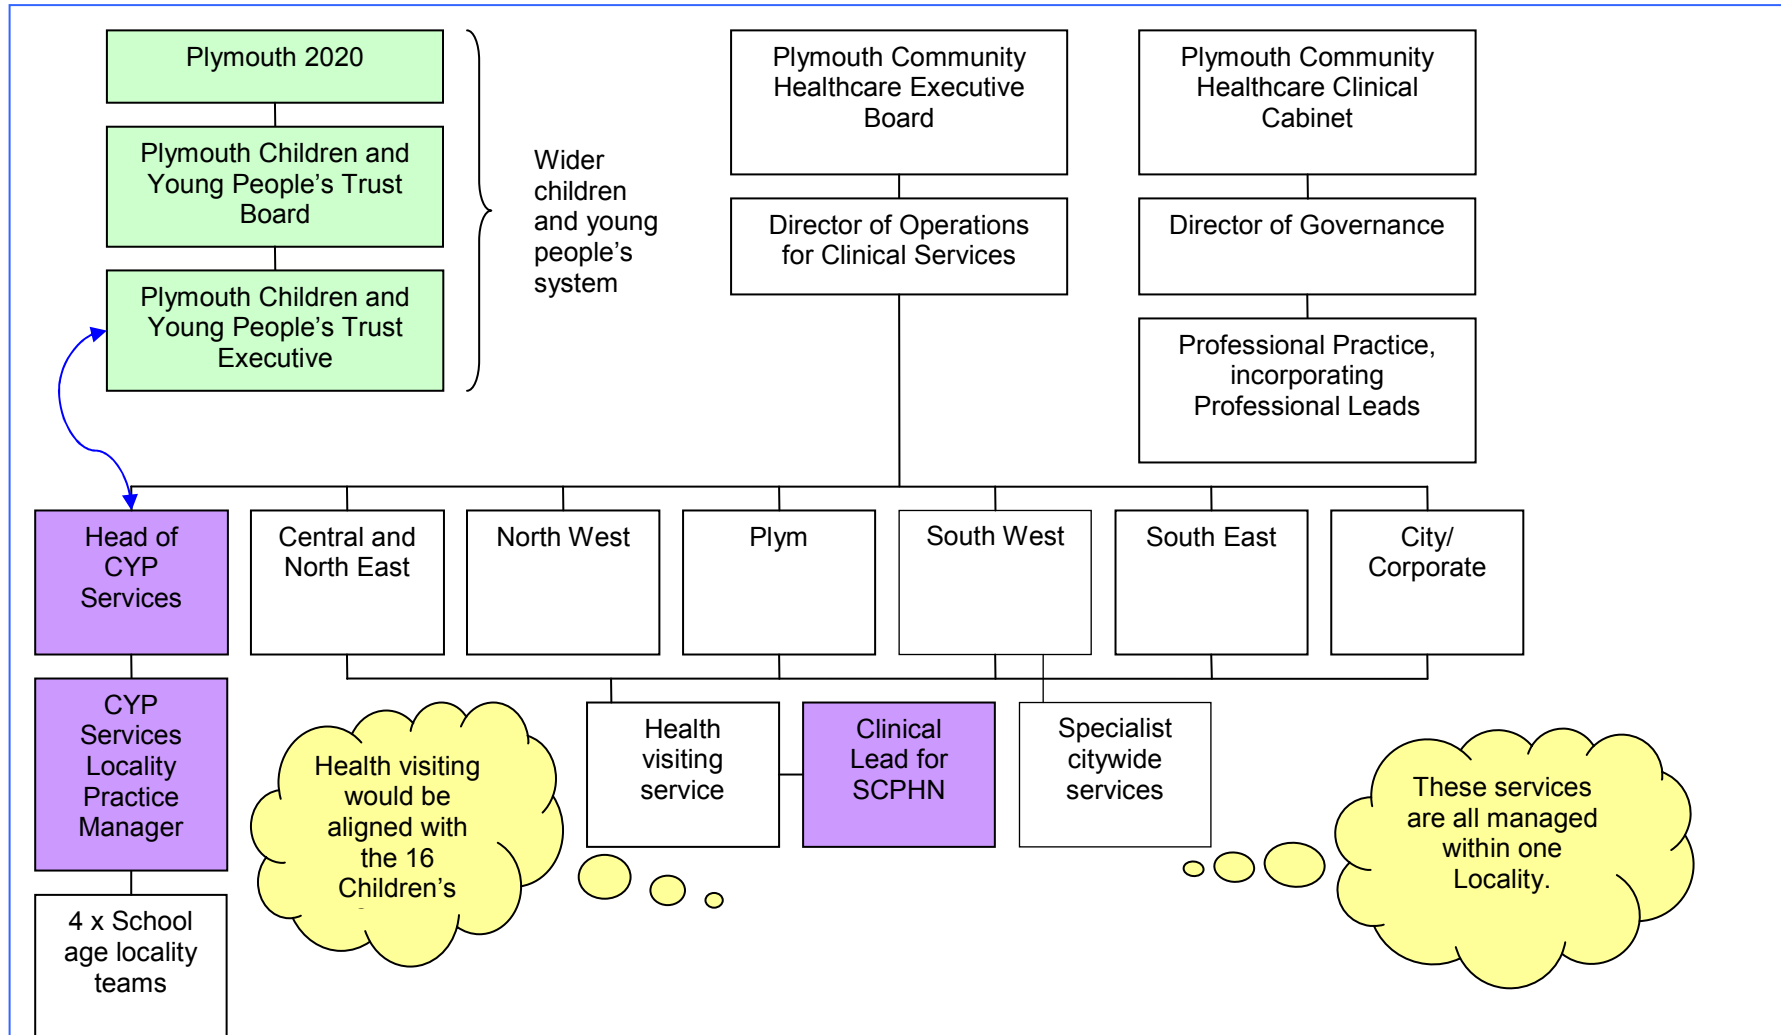 Plymouth 2020
Plymouth Children and
Young People's Trust
Board
Plymouth Children and
Young People's Trust
Executive
Wider
children
and young
people's
system
Plymouth Community
Healthcare Executive
Board
Director of Operations
for Clinical Services
Plymouth Community
Healthcare Clinical
Cabinet
Director of Governance
Professional Practice,
incorporating
Professional Leads
Head of
CYP
Services
Central and
North East
North West
Plym
South West
South East
City/
Corporate
CYP
Services
Locality
Practice
Manager
4 x School
age locality
teams
Health visiting
would be
aligned with
the 16
Children's
Health
visiting
service
Clinical
Lead for
SCPHN
Specialist
citywide
services
These services
are all managed
within one
Locality.